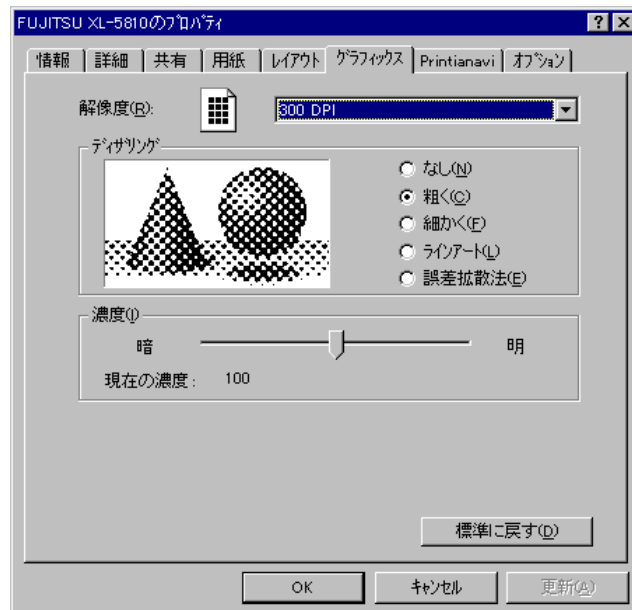 FUJITSU XL-5810のプロパティ
情報 詳細 共有 用紙 レイアウト グラフィックス Printianavi オプション
解像度(R): 300 DPI
ディザリング
なし(N)
粗く(C)
細かく(F)
ラインアート(L)
誤差拡散法(E)
濃度(I)
暗 明
現在の濃度: 100
標準に戻す(D)
OK キャンセル 更新(A)